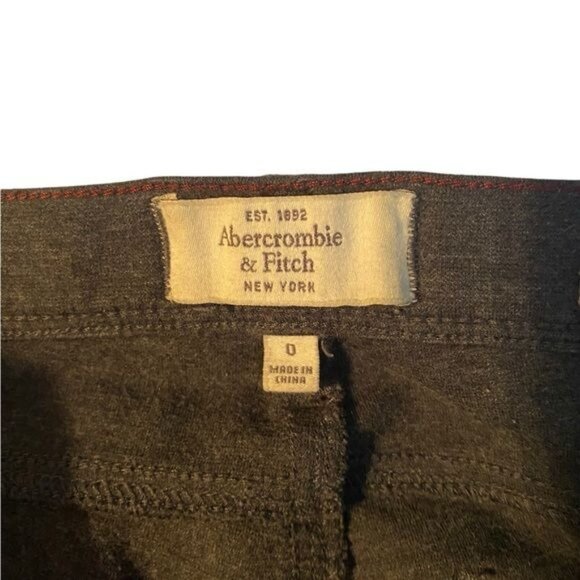 EST. 1892
Abercrombie
& Fitch
NEW YORK
0
MADE IN
CHINA